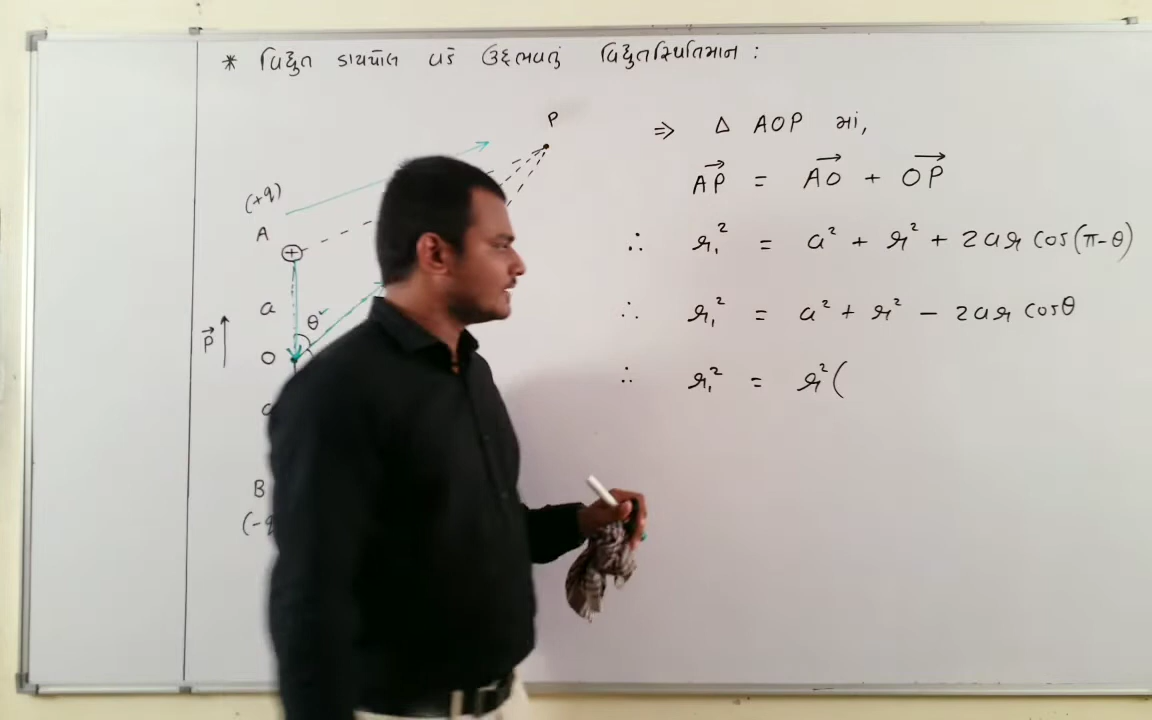 * વિદ્યુત ડાયપોલ વડે ઉદ્દભવતું વિદ્યુતસ્થિતિમાન :
P
(+q)
A
+
a
θ
P⃗
O
B
(-q
⇒ Δ AOP માં,
AP⃗ = AO⃗ + OP⃗
∴ r₁² = a² + r² + 2ar cos(π-θ)
∴ r₁² = a² + r² - 2ar cosθ
∴ r₁² = r²(